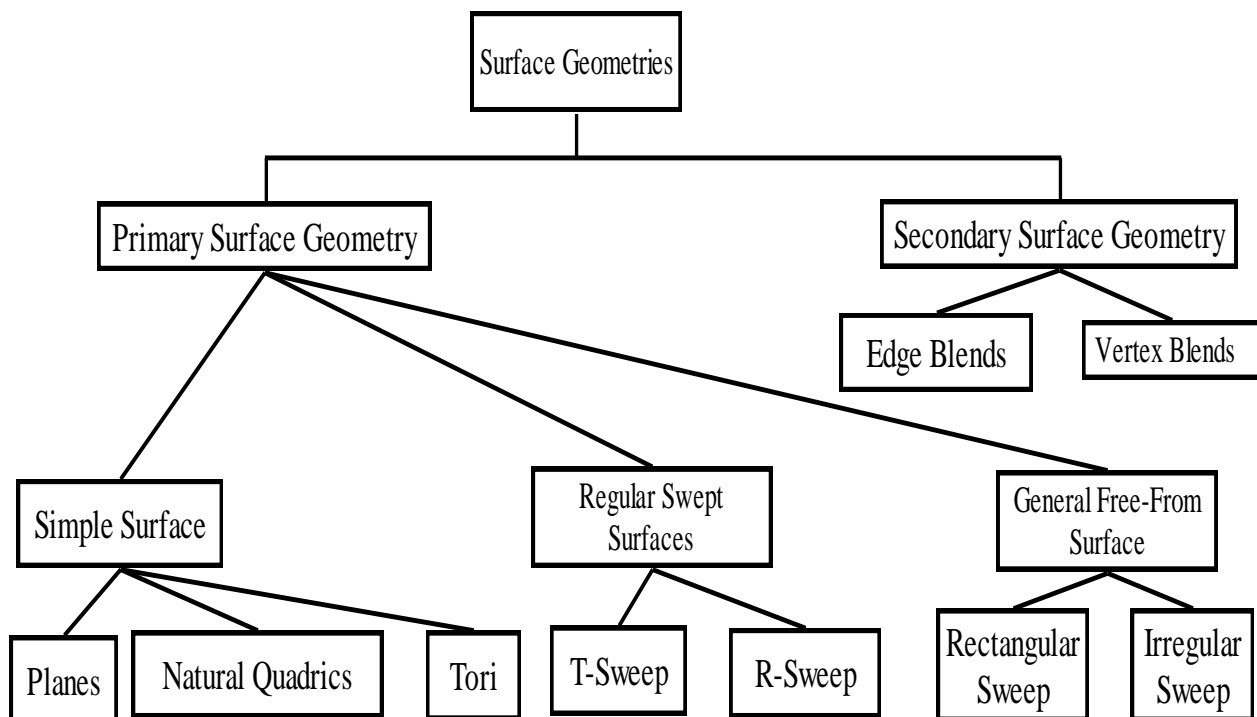 Surface Geometries
Primary Surface Geometry
Secondary Surface Geometry
Edge Blends
Vertex Blends
Simple Surface
Regular Swept
Surfaces
General Free-From
Surface
Planes
Natural Quadrics
Tori
T-Sweep
R-Sweep
Rectangular
Sweep
Irregular
Sweep